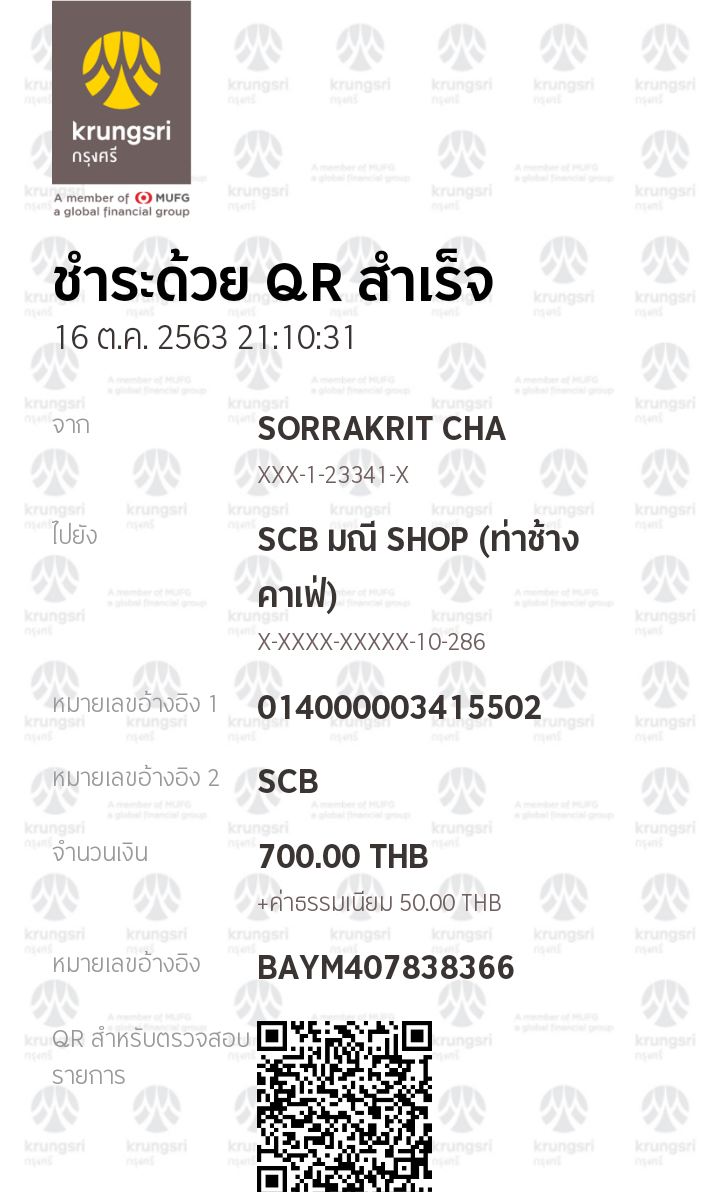 krungsri
กรุงศรี
A member of MUFG
a global financial group
ชำระด้วย QR สำเร็จ
16 ต.ค. 2563 21:10:31
จาก
SORRAKRIT CHA
XXX-1-23341-X
ไปยัง
SCB มณี SHOP (ท่าช้าง
คาเฟ่)
X-XXXX-XXXXX-10-286
หมายเลขอ้างอิง 1
014000003415502
หมายเลขอ้างอิง 2
SCB
จำนวนเงิน
700.00 THB
+ค่าธรรมเนียม 50.00 THB
หมายเลขอ้างอิง
BAYM407838366
QR สำหรับตรวจสอบ
รายการ